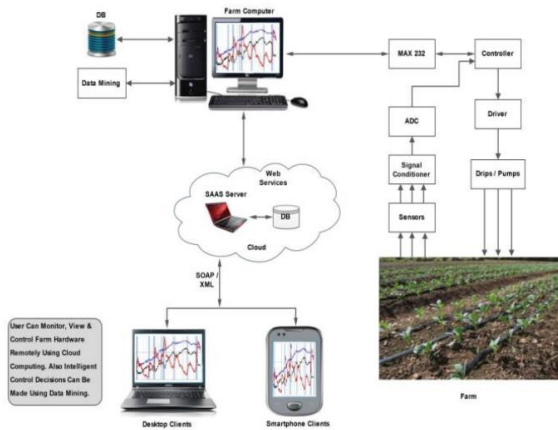 DB
Farm Computer
Data Mining
MAX 232
Controller
ADC
Driver
Signal
Conditioner
Drips / Pumps
Sensors
Web
Services
SAAS Server
DB
Cloud
SOAP /
XML
User Can Monitor, View &
Control Farm Hardware
Remotely Using Cloud
Computing. Also Intelligent
Control Decisions Can Be
Made Using Data Mining.
Desktop Clients
Smartphone Clients
Farm